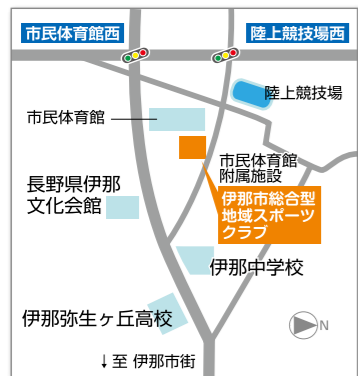 市民体育館西
陸上競技場西
陸上競技場
市民体育館
市民体育館
附属施設
長野県伊那
文化会館
伊那市総合型
地域スポーツ
クラブ
伊那中学校
伊那弥生ヶ丘高校
N
↓至 伊那市街